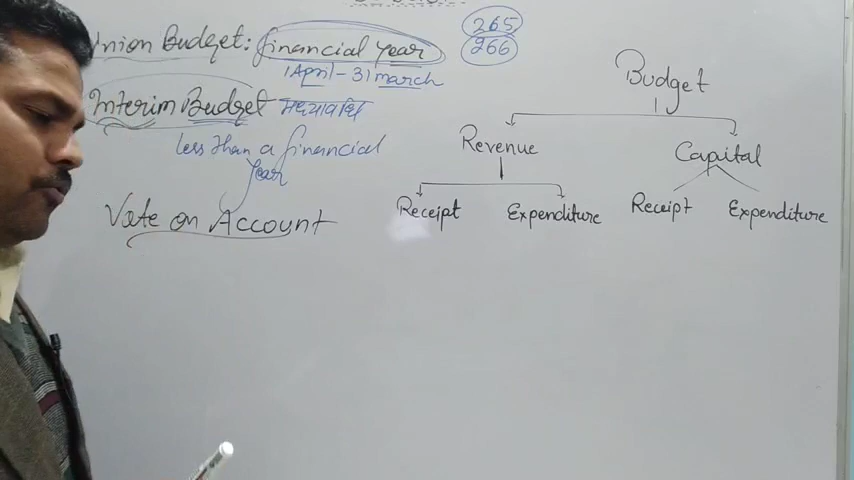 Union Budget: financial year
1 April - 31 march
Interim Budget
less than a financial
Year
Vote on Account
265
266
Budget
Revenue
Capital
Receipt Expenditure
Receipt Expenditure